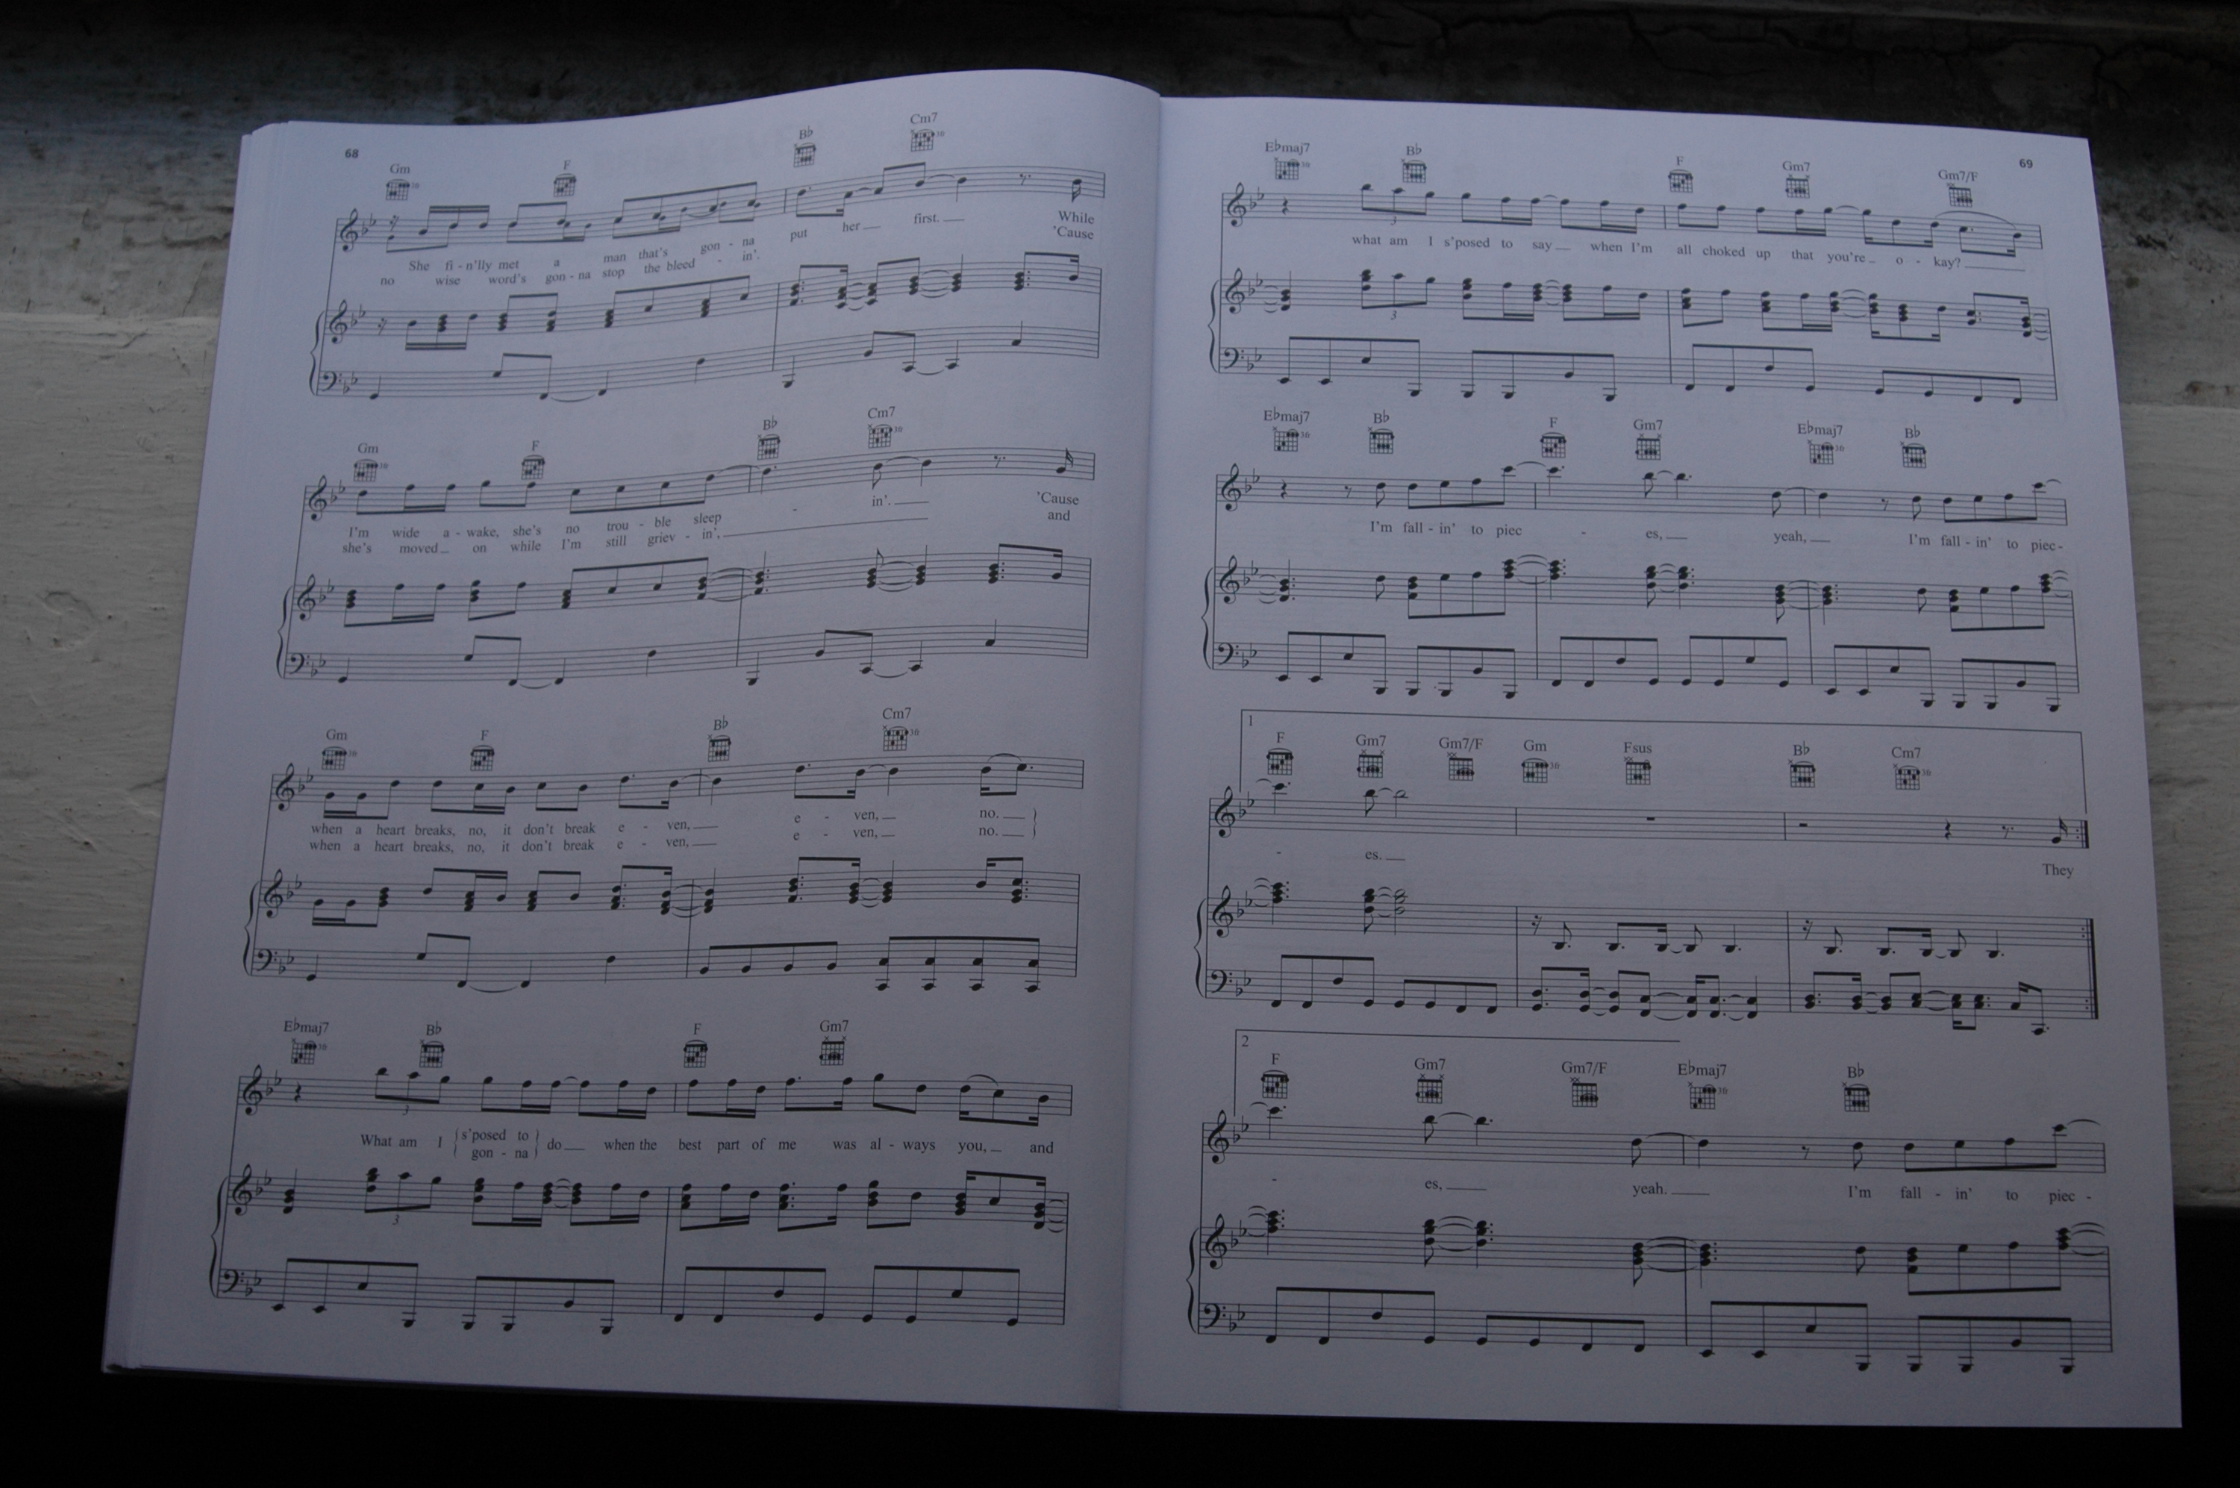 68
Gm F B♭ Cm7
She fi - n'lly met a man that's gon - na put her first. While
no wise word's gon - na stop the bleed - in'. 'Cause
Gm F B♭ Cm7
I'm wide a - wake, she's no trou - ble sleep - in'. 'Cause
she's moved on while I'm still griev - in', and
Gm F B♭ Cm7
when a heart breaks, no, it don't break e - ven, e - ven, no.
when a heart breaks, no, it don't break e - ven, e - ven, no.
E♭maj7 B♭ F Gm7
What am I s'posed to do when the best part of me was al - ways you, and
gon - na
69
E♭maj7 B♭ F Gm7 Gm7/F
what am I s'posed to say when I'm all choked up that you're o - kay?
3
E♭maj7 B♭ F Gm7 E♭maj7 B♭
I'm fall - in' to piec - es, yeah, I'm fall - in' to piec -
1
F Gm7 Gm7/F Gm Fsus B♭ Cm7
- es. They
2
F Gm7 Gm7/F E♭maj7 B♭
- es, yeah. I'm fall - in' to piec -